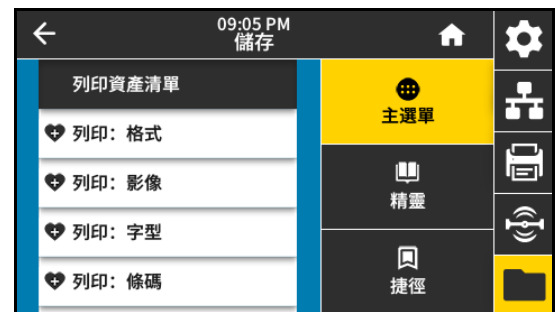 09:05 PM
儲存
列印資產清單
列印：格式
列印：影像
列印：字型
列印：條碼
主選單
精靈
捷徑